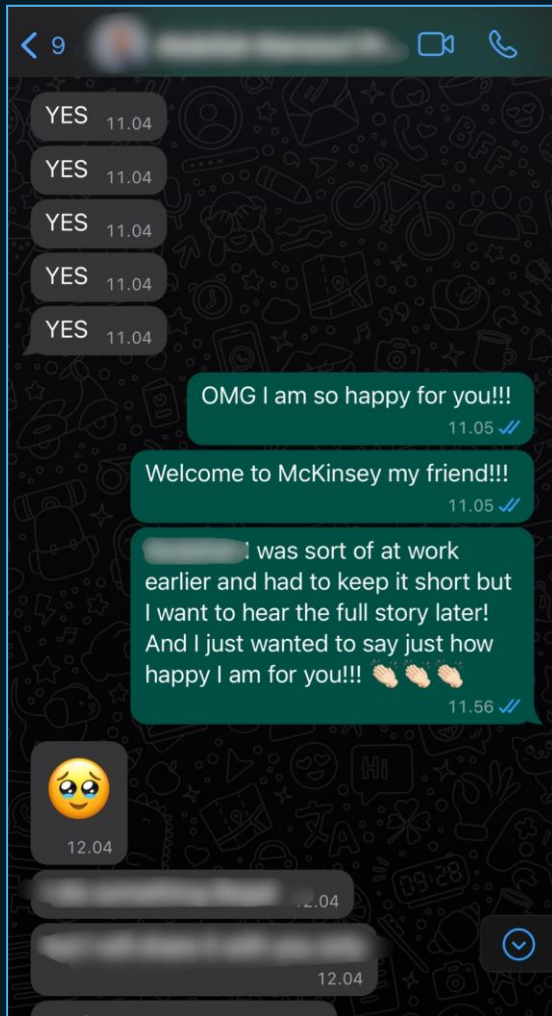 9
YES 11.04
YES 11.04
YES 11.04
YES 11.04
YES 11.04
OMG I am so happy for you!!!
11.05
Welcome to McKinsey my friend!!!
11.05
I was sort of at work
earlier and had to keep it short but
I want to hear the full story later!
And I just wanted to say just how
happy I am for you!!! 👏🏻👏🏻👏🏻
11.56
🥹
12.04
12.04
12.04